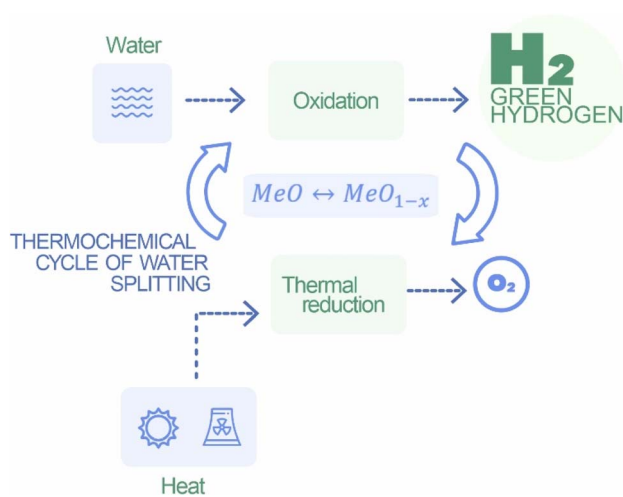 Water
Oxidation
H₂
GREEN
HYDROGEN
MeO ↔ MeO₁₋ₓ
THERMOCHEMICAL
CYCLE OF WATER
SPLITTING
Thermal
reduction
O₂
Heat